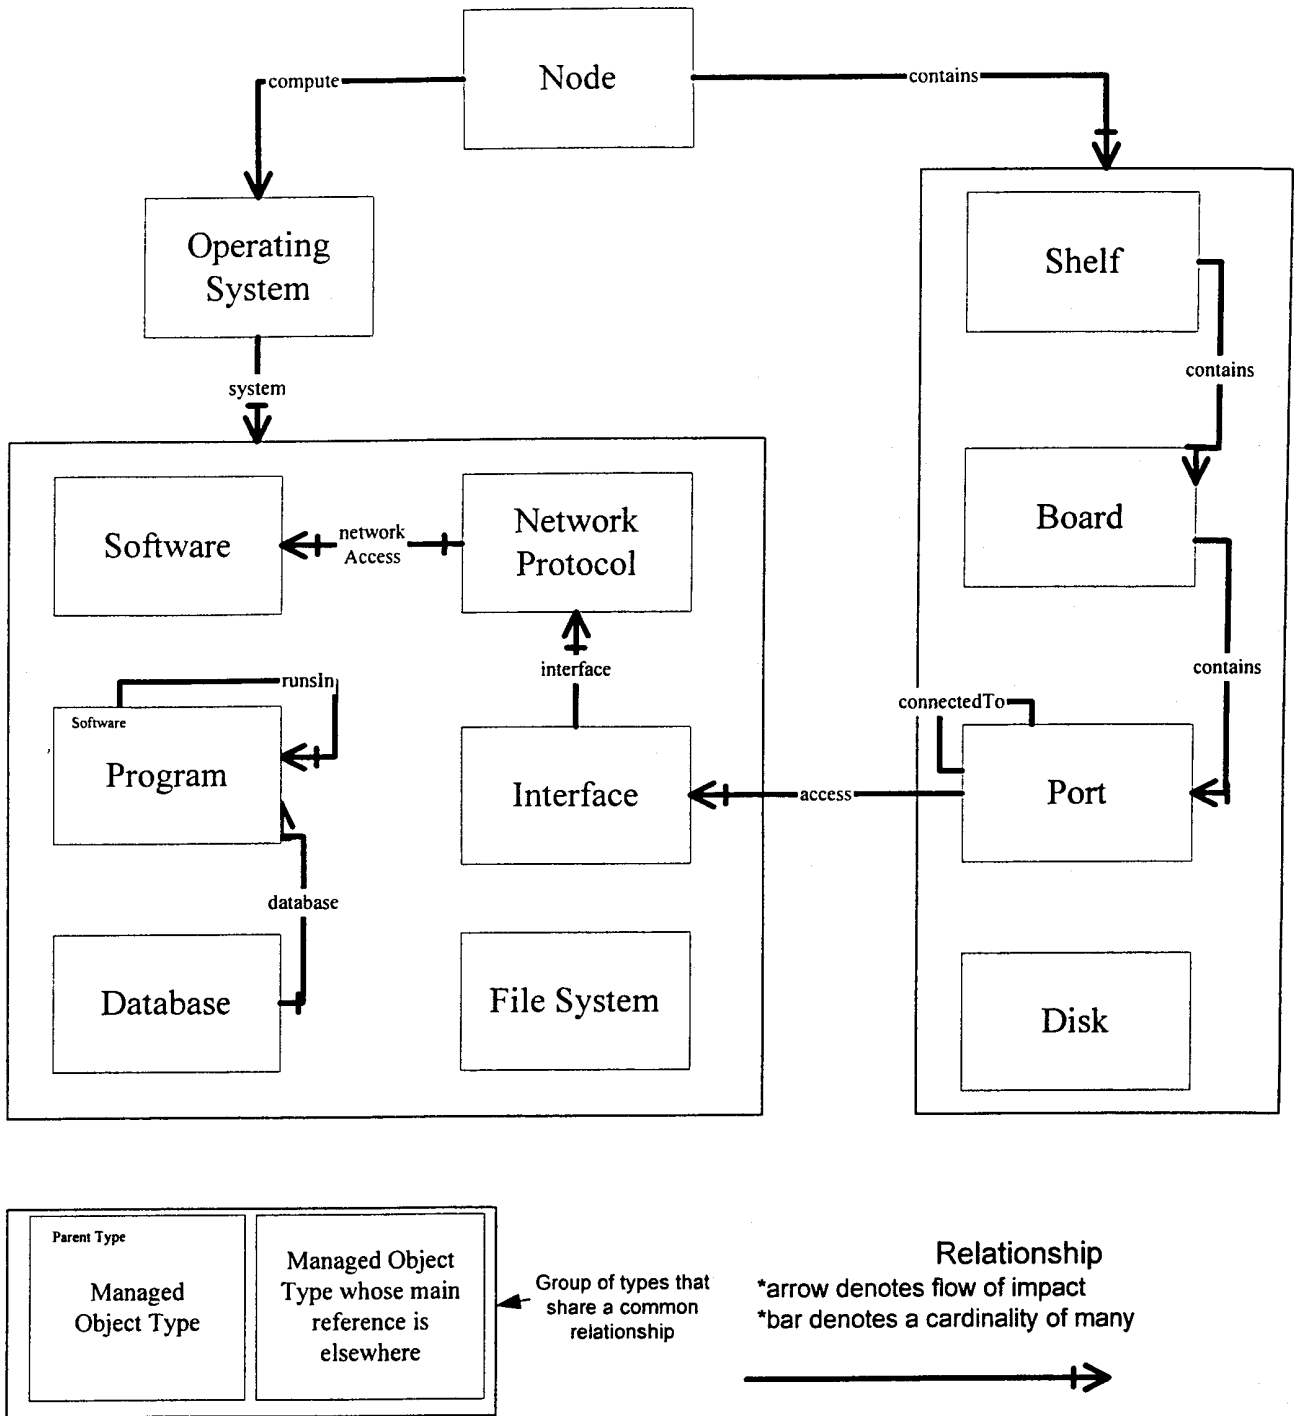 Node
compute
contains
Operating
System
Shelf
contains
system
Software
network
Access
Network
Protocol
Board
interface
contains
runsIn
connectedTo
Software
Program
Interface
access
Port
database
Database
File System
Disk
Parent Type
Managed
Object Type
Managed Object
Type whose main
reference is
elsewhere
Group of types that
share a common
relationship
Relationship
*arrow denotes flow of impact
*bar denotes a cardinality of many